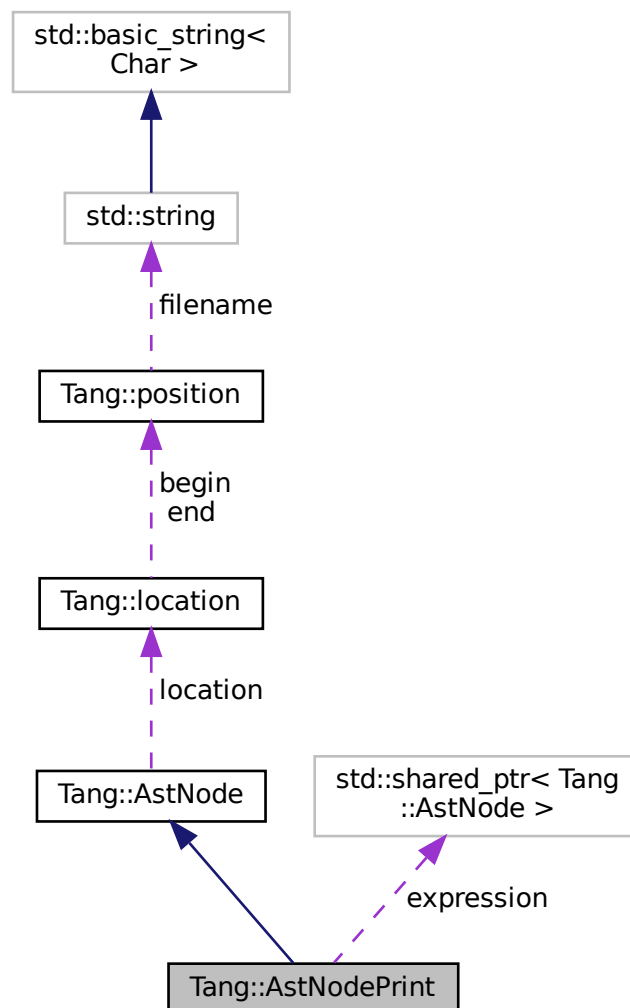 std::basic_string<
Char >
std::string
filename
Tang::position
begin
end
Tang::location
location
Tang::AstNode
std::shared_ptr< Tang
::AstNode >
expression
Tang::AstNodePrint